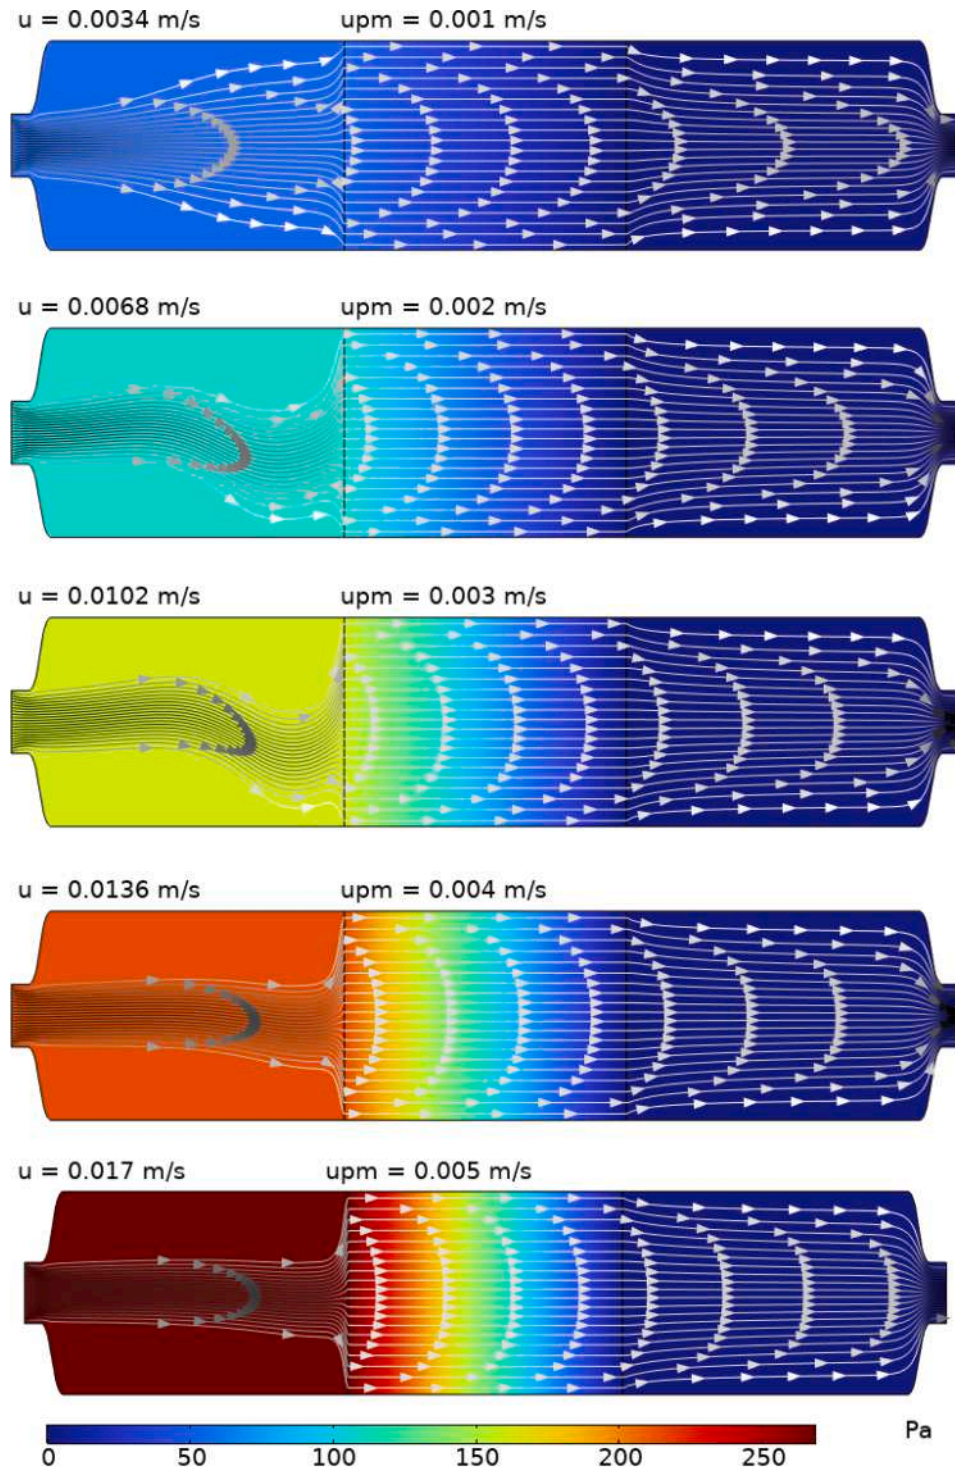 u = 0.0034 m/s upm = 0.001 m/s
u = 0.0068 m/s upm = 0.002 m/s
u = 0.0102 m/s upm = 0.003 m/s
u = 0.0136 m/s upm = 0.004 m/s
u = 0.017 m/s upm = 0.005 m/s
Pa
0 50 100 150 200 250